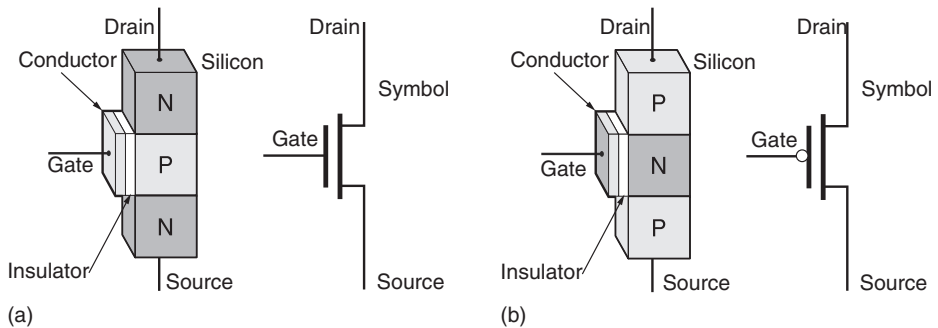 Drain
Conductor
Silicon
N
Gate
P
N
Insulator
Source
(a)
Drain
Symbol
Gate
Source
Drain
Conductor
Silicon
P
Gate
N
P
Insulator
Source
(b)
Drain
Symbol
Gate
Source